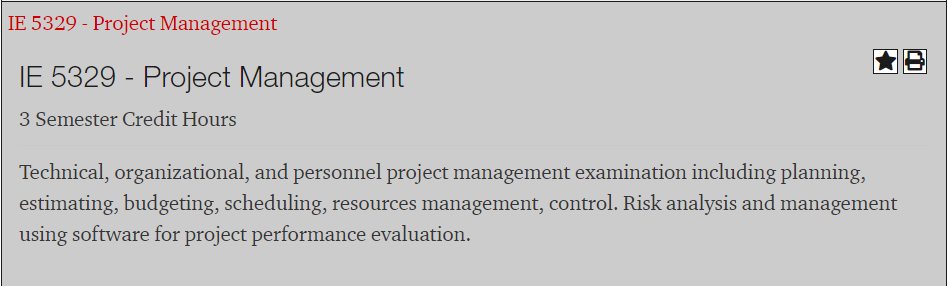 IE 5329 - Project Management
IE 5329 - Project Management
3 Semester Credit Hours
Technical, organizational, and personnel project management examination including planning,
estimating, budgeting, scheduling, resources management, control. Risk analysis and management
using software for project performance evaluation.